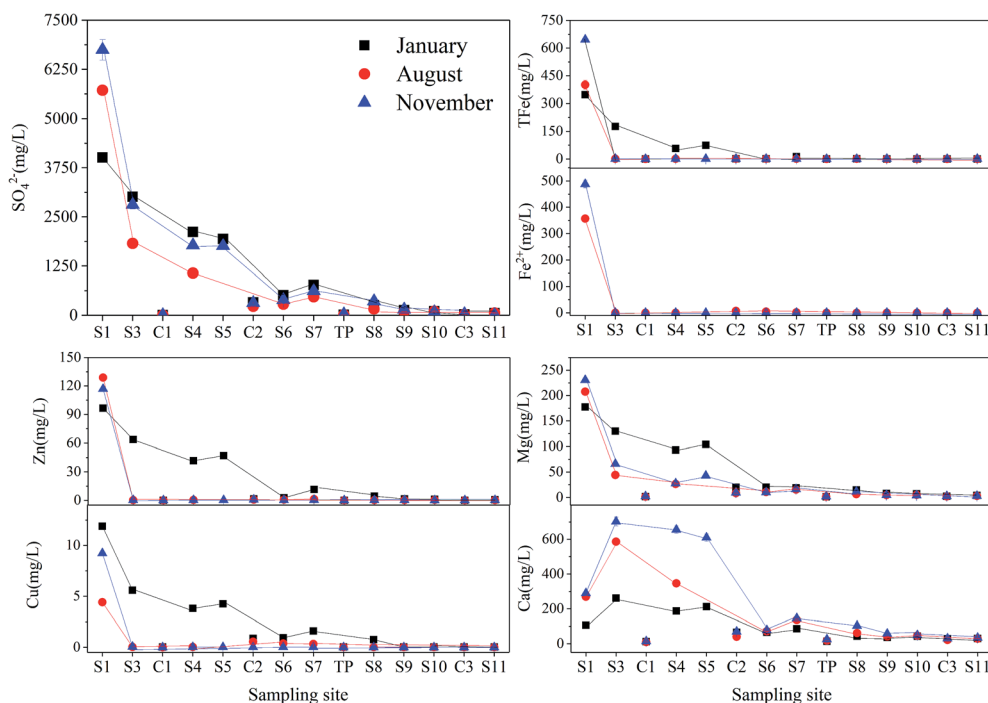 7500
6250
5000
3750
2500
1250
0
SO₄²⁻(mg/L)
January
August
November
S1 S3 C1 S4 S5 C2 S6 S7 TP S8 S9 S10 C3 S11
750
600
450
300
150
0
TFe(mg/L)
500
400
300
200
100
0
Fe²⁺(mg/L)
S1 S3 C1 S4 S5 C2 S6 S7 TP S8 S9 S10 C3 S11
150
120
90
60
30
0
Zn(mg/L)
10
5
0
Cu(mg/L)
S1 S3 C1 S4 S5 C2 S6 S7 TP S8 S9 S10 C3 S11
Sampling site
250
200
150
100
50
0
Mg(mg/L)
600
400
200
0
Ca(mg/L)
S1 S3 C1 S4 S5 C2 S6 S7 TP S8 S9 S10 C3 S11
Sampling site